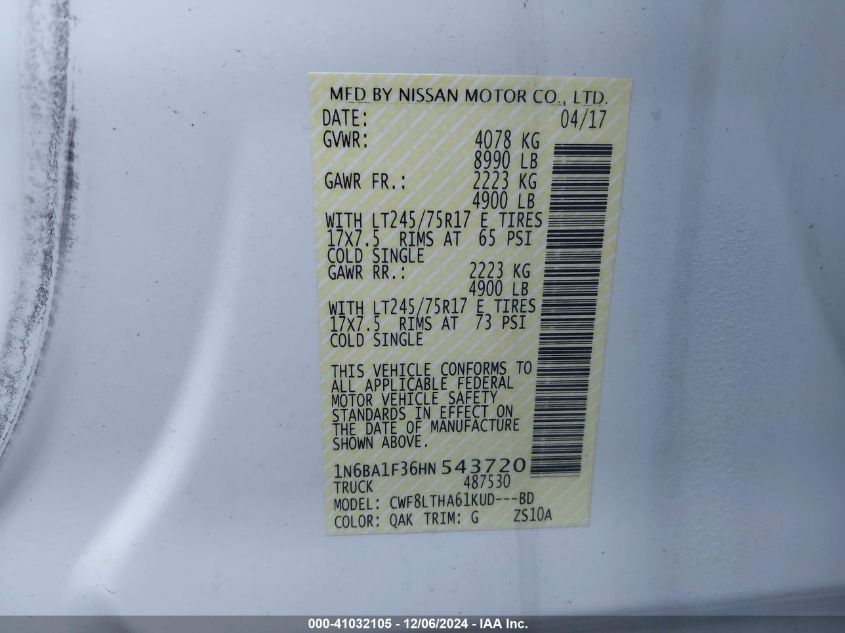 MFD BY NISSAN MOTOR CO., LTD.
DATE: 04/17
GVWR: 4078 KG
8990 LB
GAWR FR.: 2223 KG
4900 LB
WITH LT245/75R17 E TIRES
17X7.5 RIMS AT 65 PSI
COLD SINGLE
GAWR RR.: 2223 KG
4900 LB
WITH LT245/75R17 E TIRES
17X7.5 RIMS AT 73 PSI
COLD SINGLE
THIS VEHICLE CONFORMS TO
ALL APPLICABLE FEDERAL
MOTOR VEHICLE SAFETY
STANDARDS IN EFFECT ON
THE DATE OF MANUFACTURE
SHOWN ABOVE.
1N6BA1F36HN543720
TRUCK 487530
MODEL: CWF8LTHA61KUD---BD
COLOR: QAK TRIM: G ZS10A
000-41032105 - 12/06/2024 - IAA Inc.